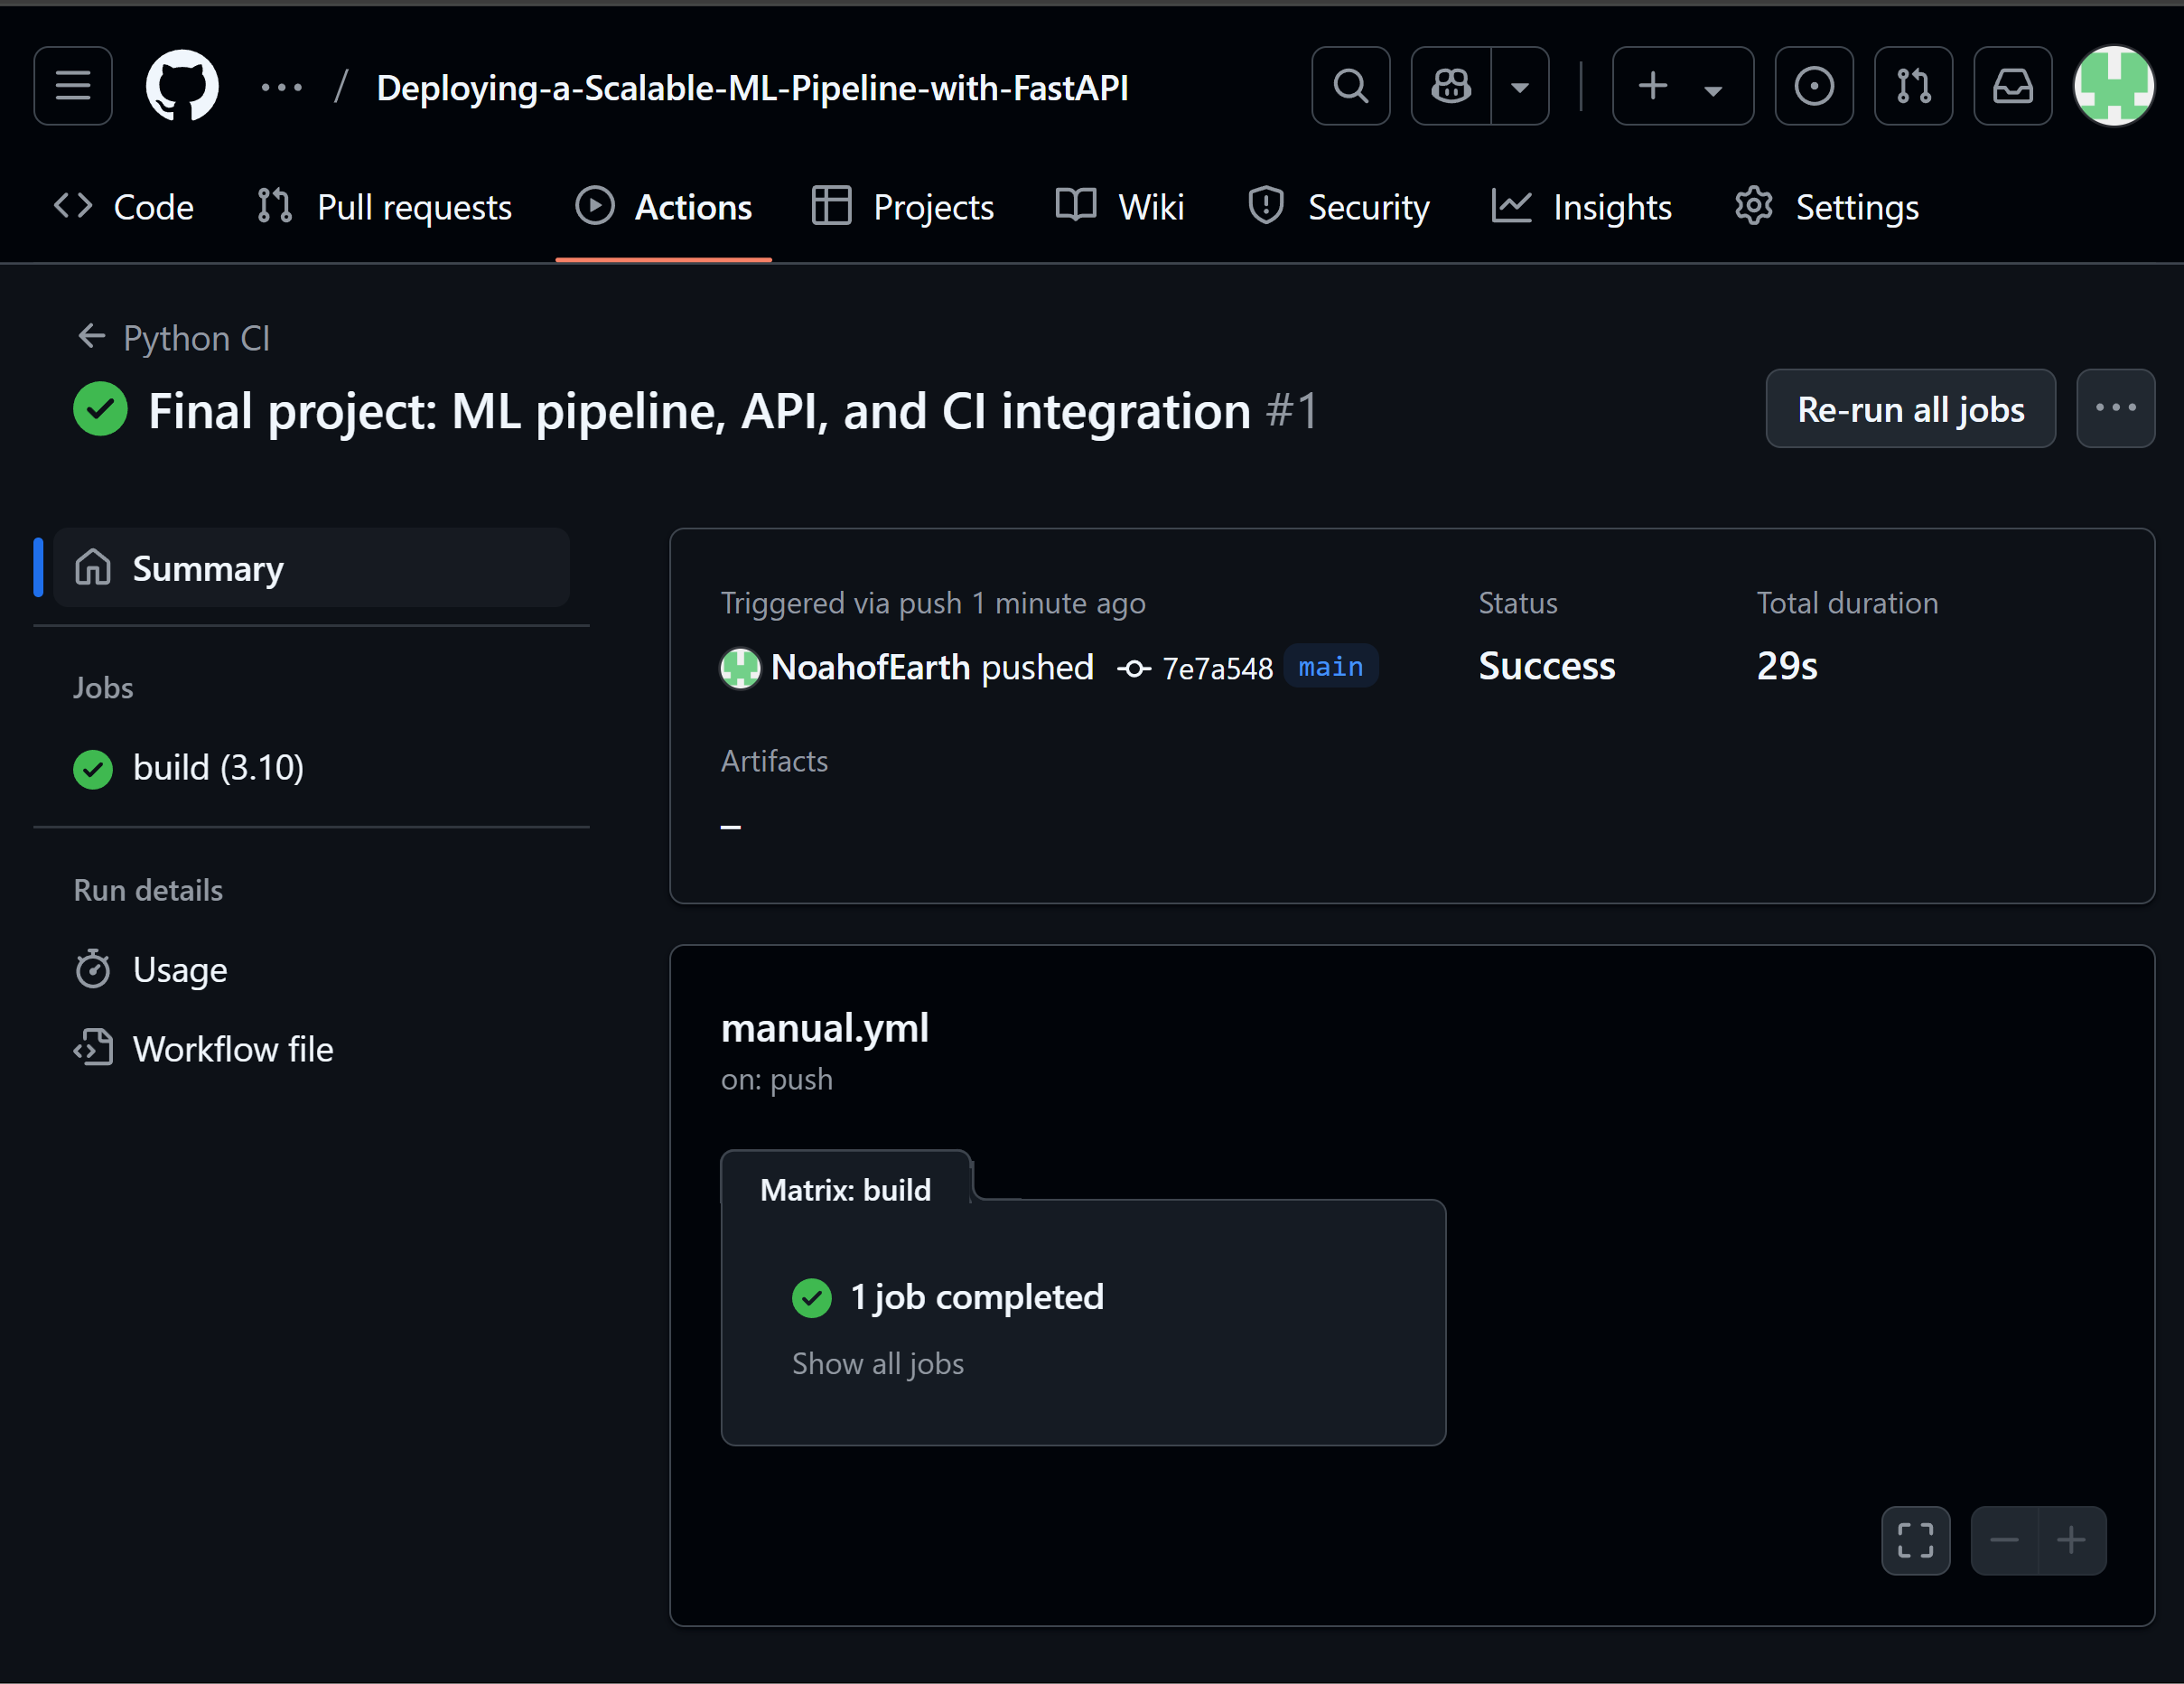 ... / Deploying-a-Scalable-ML-Pipeline-with-FastAPI
Code Pull requests Actions Projects Wiki Security Insights Settings
← Python CI
Final project: ML pipeline, API, and CI integration #1
Re-run all jobs
Summary
Jobs
build (3.10)
Run details
Usage
Workflow file
Triggered via push 1 minute ago
NoahofEarth pushed 7e7a548 main
Status
Success
Total duration
29s
Artifacts
–
manual.yml
on: push
Matrix: build
1 job completed
Show all jobs